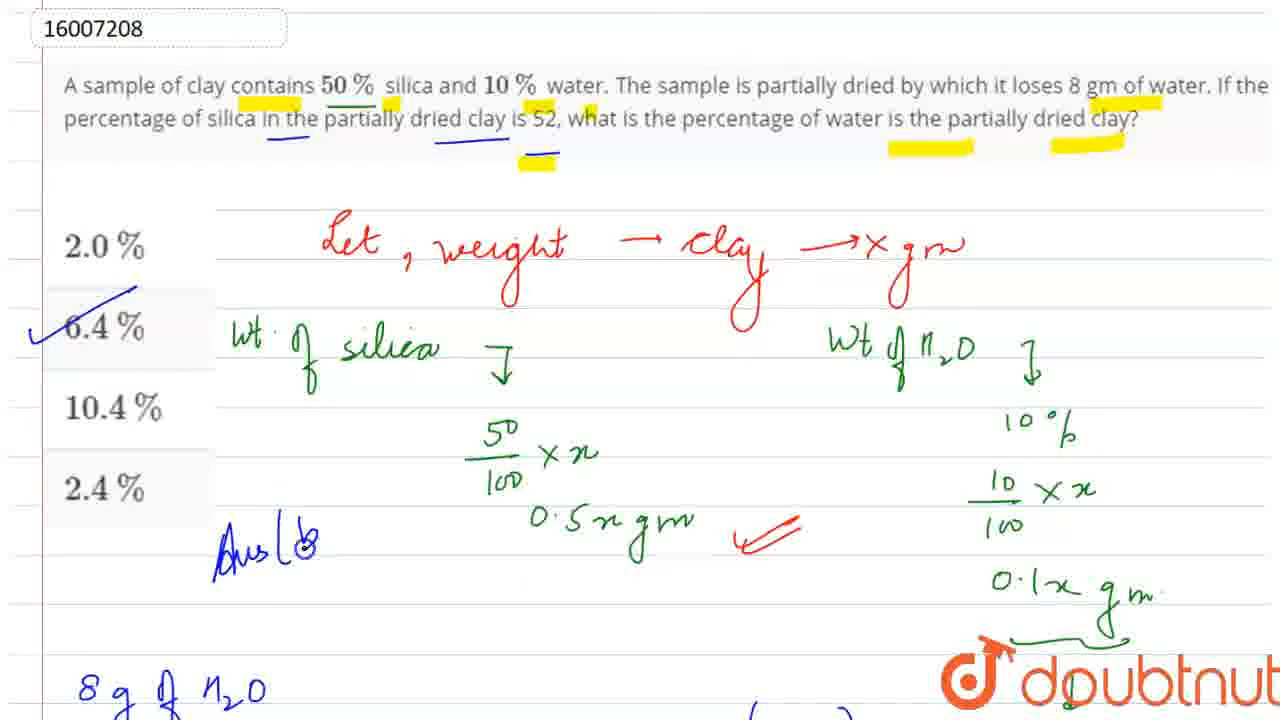 16007208
A sample of clay contains 50 % silica and 10 % water. The sample is partially dried by which it loses 8 gm of water. If the
percentage of silica in the partially dried clay is 52, what is the percentage of water is the partially dried clay?
Let, weight → clay → x gm
2.0 %
6.4 %
Wt. of silica
Wt of H₂O
10.4 %
50/100 × x
10 %
2.4 %
0.5x gm
10/100 × x
Ans (b
0.1x gm
8 g of H₂O
doubtnut